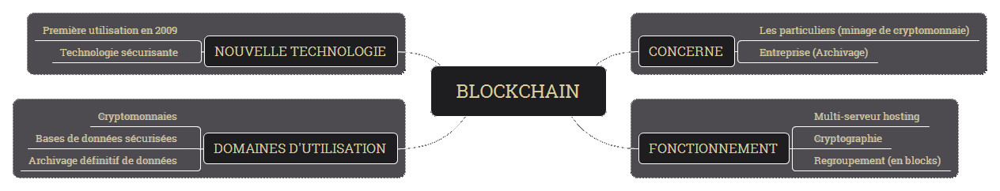 Première utilisation en 2009
Technologie sécurisante
NOUVELLE TECHNOLOGIE
Cryptomonnaies
Bases de données sécurisées
Archivage définitif de données
DOMAINES D'UTILISATION
BLOCKCHAIN
CONCERNE
Les particuliers (minage de cryptomonnaie)
Entreprise (Archivage)
FONCTIONNEMENT
Multi-serveur hosting
Cryptographie
Regroupement (en blocks)